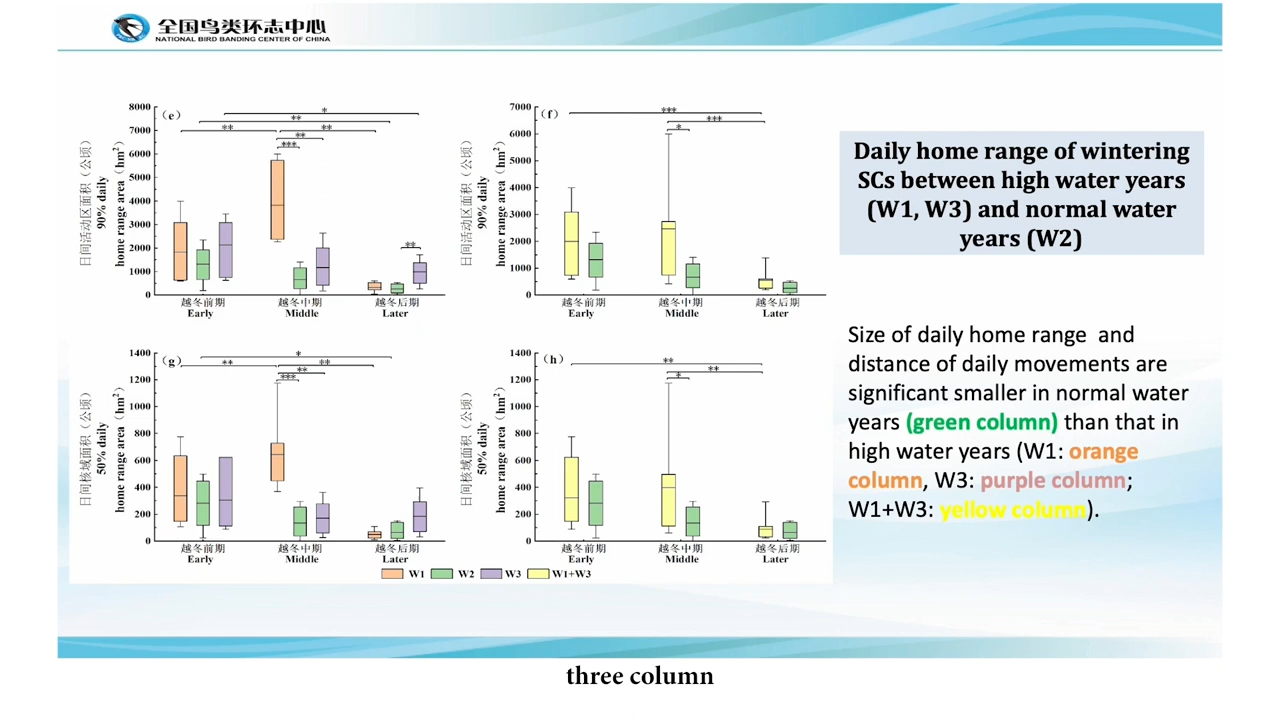 全国鸟类环志中心
NATIONAL BIRD BANDING CENTER OF CHINA
Daily home range of wintering
SCs between high water years
(W1, W3) and normal water
years (W2)
Size of daily home range and
distance of daily movements are
significant smaller in normal water
years (green column) than that in
high water years (W1: orange
column, W3: purple column;
W1+W3: yellow column).
(e)
日间活动区面积（公顷）
90% daily
home range area (hm²)
8000
7000
6000
5000
4000
3000
2000
1000
0
* 
**
** **
**
***
**
越冬前期 越冬中期 越冬后期
Early Middle Later
(f)
日间活动区面积（公顷）
90% daily
home range area (hm²)
7000
6000
5000
4000
3000
2000
1000
0
***
***
*
越冬前期 越冬中期 越冬后期
Early Middle Later
(g)
日间核域面积（公顷）
50% daily
home range area (hm²)
1400
1200
1000
800
600
400
200
0
*
** **
**
***
越冬前期 越冬中期 越冬后期
Early Middle Later
(h)
日间核域面积（公顷）
50% daily
home range area (hm²)
1400
1200
1000
800
600
400
200
0
**
**
*
越冬前期 越冬中期 越冬后期
Early Middle Later
W1 W2 W3 W1+W3
three column